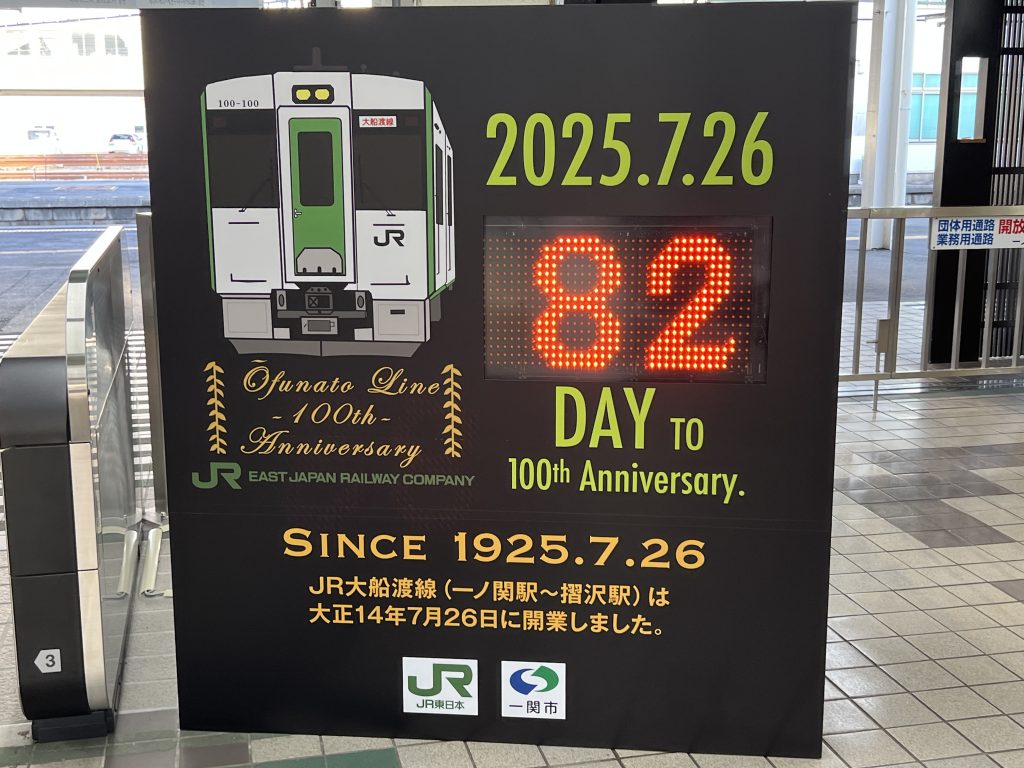 100-100
大船渡線
JR
2025.7.26
82
DAY TO
100th Anniversary.
Ōfunato Line
-100th-
Anniversary
JR EAST JAPAN RAILWAY COMPANY
SINCE 1925.7.26
JR大船渡線（一ノ関駅～摺沢駅）は
大正14年7月26日に開業しました。
JR
JR東日本
一関市
3
団体用通路
業務用通路
開放